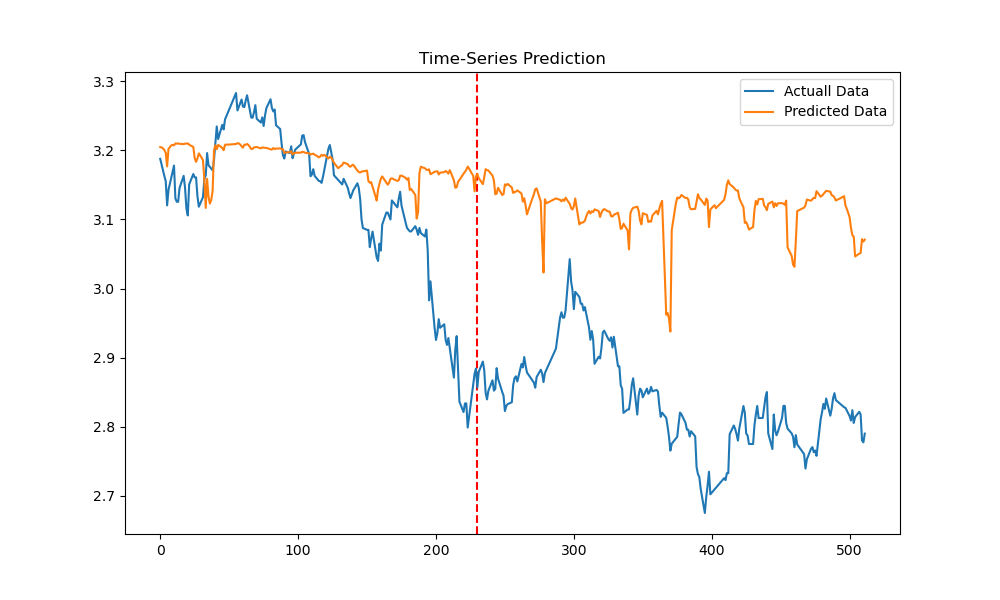 Time-Series Prediction
Actuall Data
Predicted Data
3.3
3.2
3.1
3.0
2.9
2.8
2.7
0 100 200 300 400 500